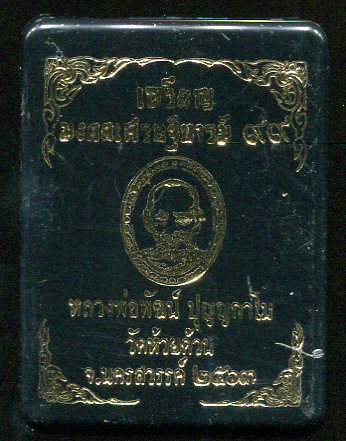 เหรียญ
มงคลเศรษฐีบารมี ๙๙
หลวงพ่อพัฒน์ ปุญฺญกาโม
วัดห้วยด้วน
จ.นครสวรรค์ ๒๕๖๓